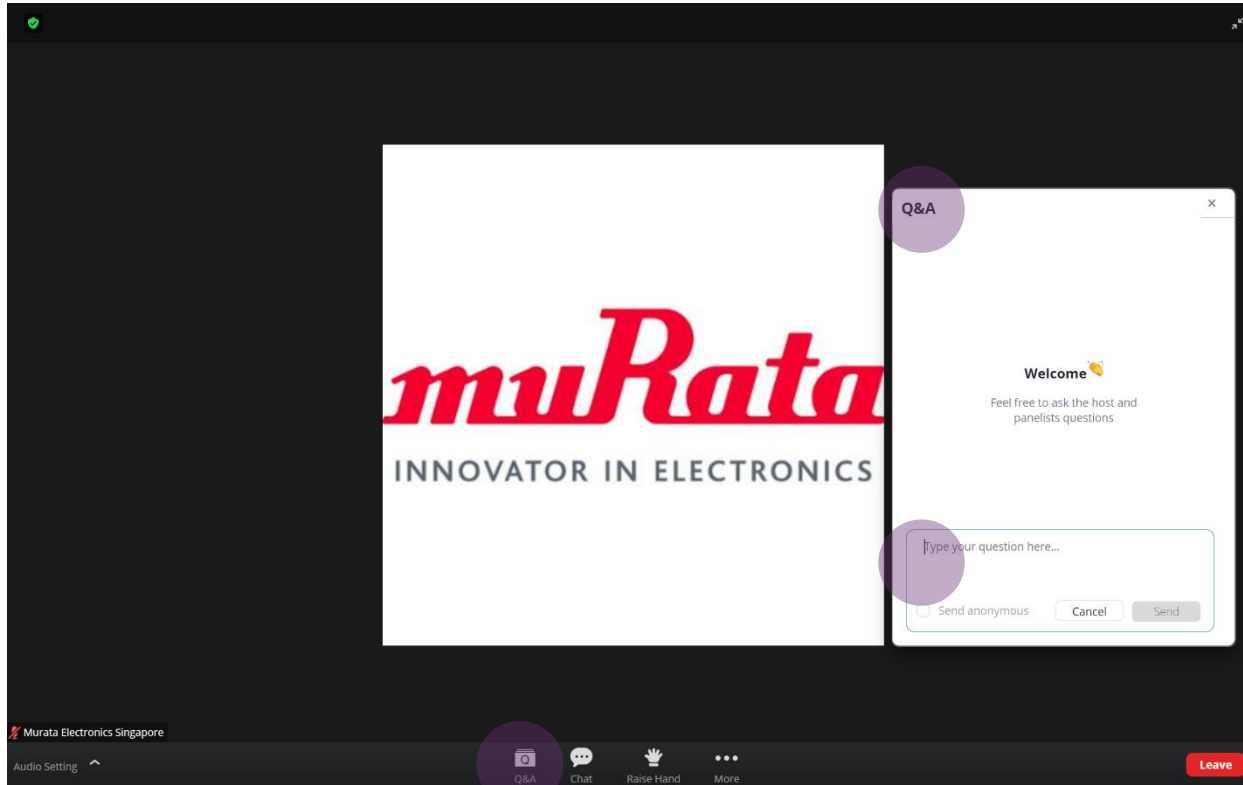 muRata
INNOVATOR IN ELECTRONICS
Q&A
Welcome
Feel free to ask the host and
panelists questions
Type your question here...
Send anonymous
Cancel
Send
Murata Electronics Singapore
Audio Setting
Q&A
Chat
Raise Hand
More
Leave